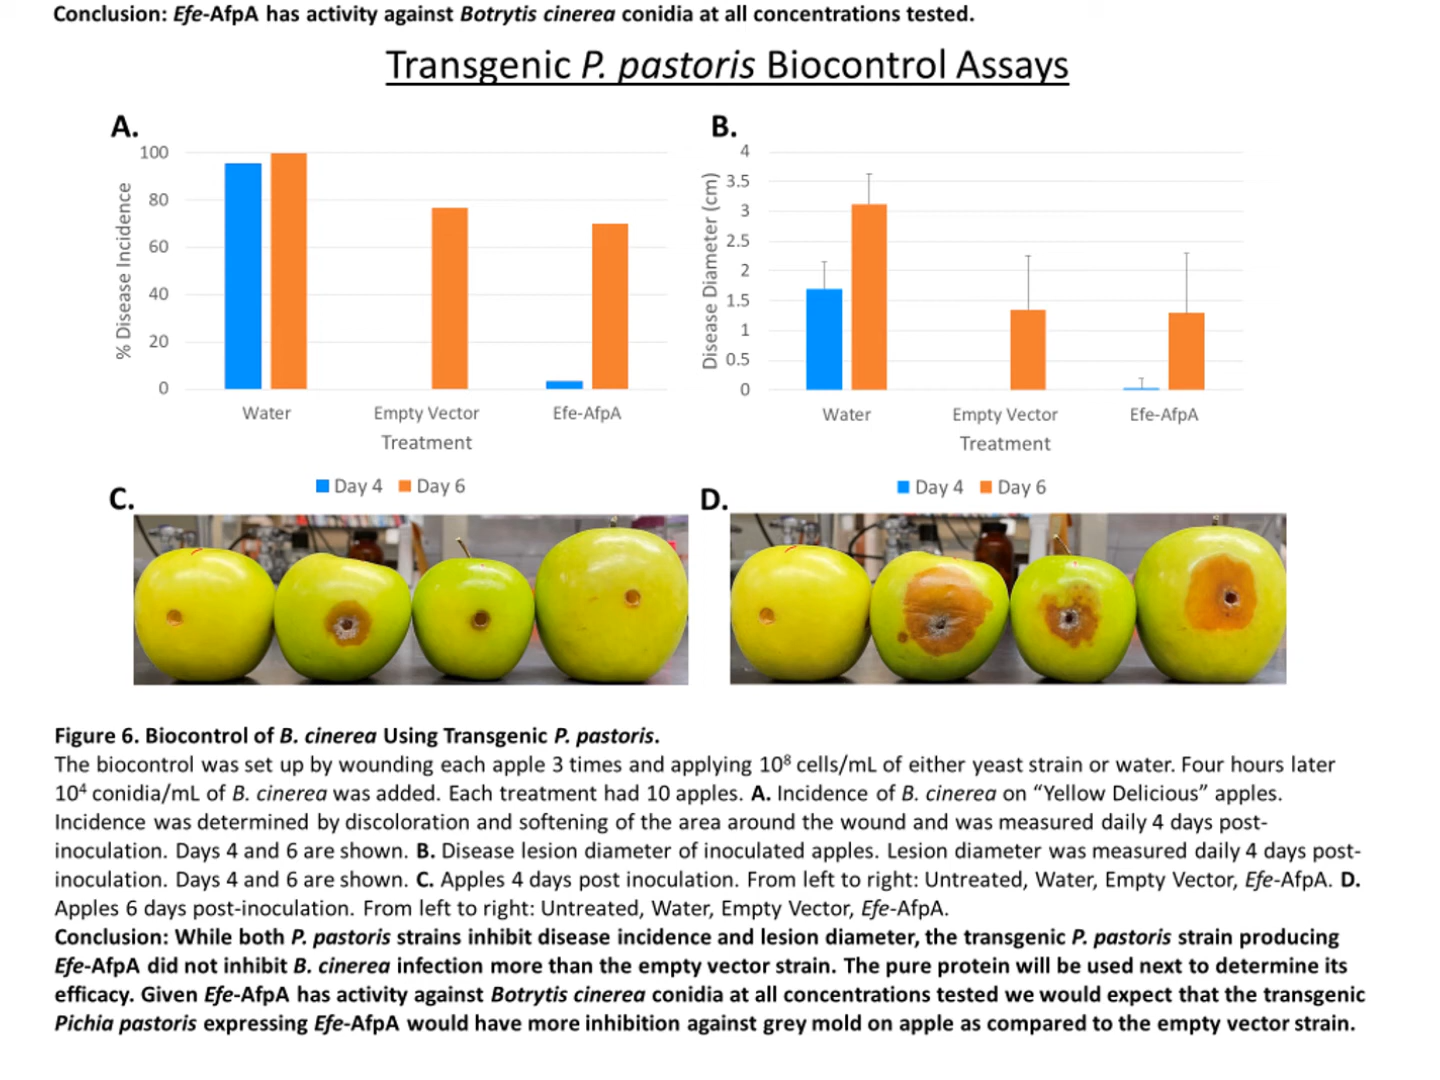 Conclusion: Efe-AfpA has activity against Botrytis cinerea conidia at all concentrations tested.
Transgenic P. pastoris Biocontrol Assays
A.
100
80
60
40
20
0
% Disease Incidence
Water
Empty Vector
Efe-AfpA
Treatment
Day 4
Day 6
B.
4
3.5
3
2.5
2
1.5
1
0.5
0
Disease Diameter (cm)
Water
Empty Vector
Efe-AfpA
Treatment
Day 4
Day 6
C.
D.
Figure 6. Biocontrol of B. cinerea Using Transgenic P. pastoris.
The biocontrol was set up by wounding each apple 3 times and applying 10⁸ cells/mL of either yeast strain or water. Four hours later
10⁴ conidia/mL of B. cinerea was added. Each treatment had 10 apples. A. Incidence of B. cinerea on “Yellow Delicious” apples.
Incidence was determined by discoloration and softening of the area around the wound and was measured daily 4 days post-
inoculation. Days 4 and 6 are shown. B. Disease lesion diameter of inoculated apples. Lesion diameter was measured daily 4 days post-
inoculation. Days 4 and 6 are shown. C. Apples 4 days post inoculation. From left to right: Untreated, Water, Empty Vector, Efe-AfpA. D.
Apples 6 days post-inoculation. From left to right: Untreated, Water, Empty Vector, Efe-AfpA.
Conclusion: While both P. pastoris strains inhibit disease incidence and lesion diameter, the transgenic P. pastoris strain producing
Efe-AfpA did not inhibit B. cinerea infection more than the empty vector strain. The pure protein will be used next to determine its
efficacy. Given Efe-AfpA has activity against Botrytis cinerea conidia at all concentrations tested we would expect that the transgenic
Pichia pastoris expressing Efe-AfpA would have more inhibition against grey mold on apple as compared to the empty vector strain.